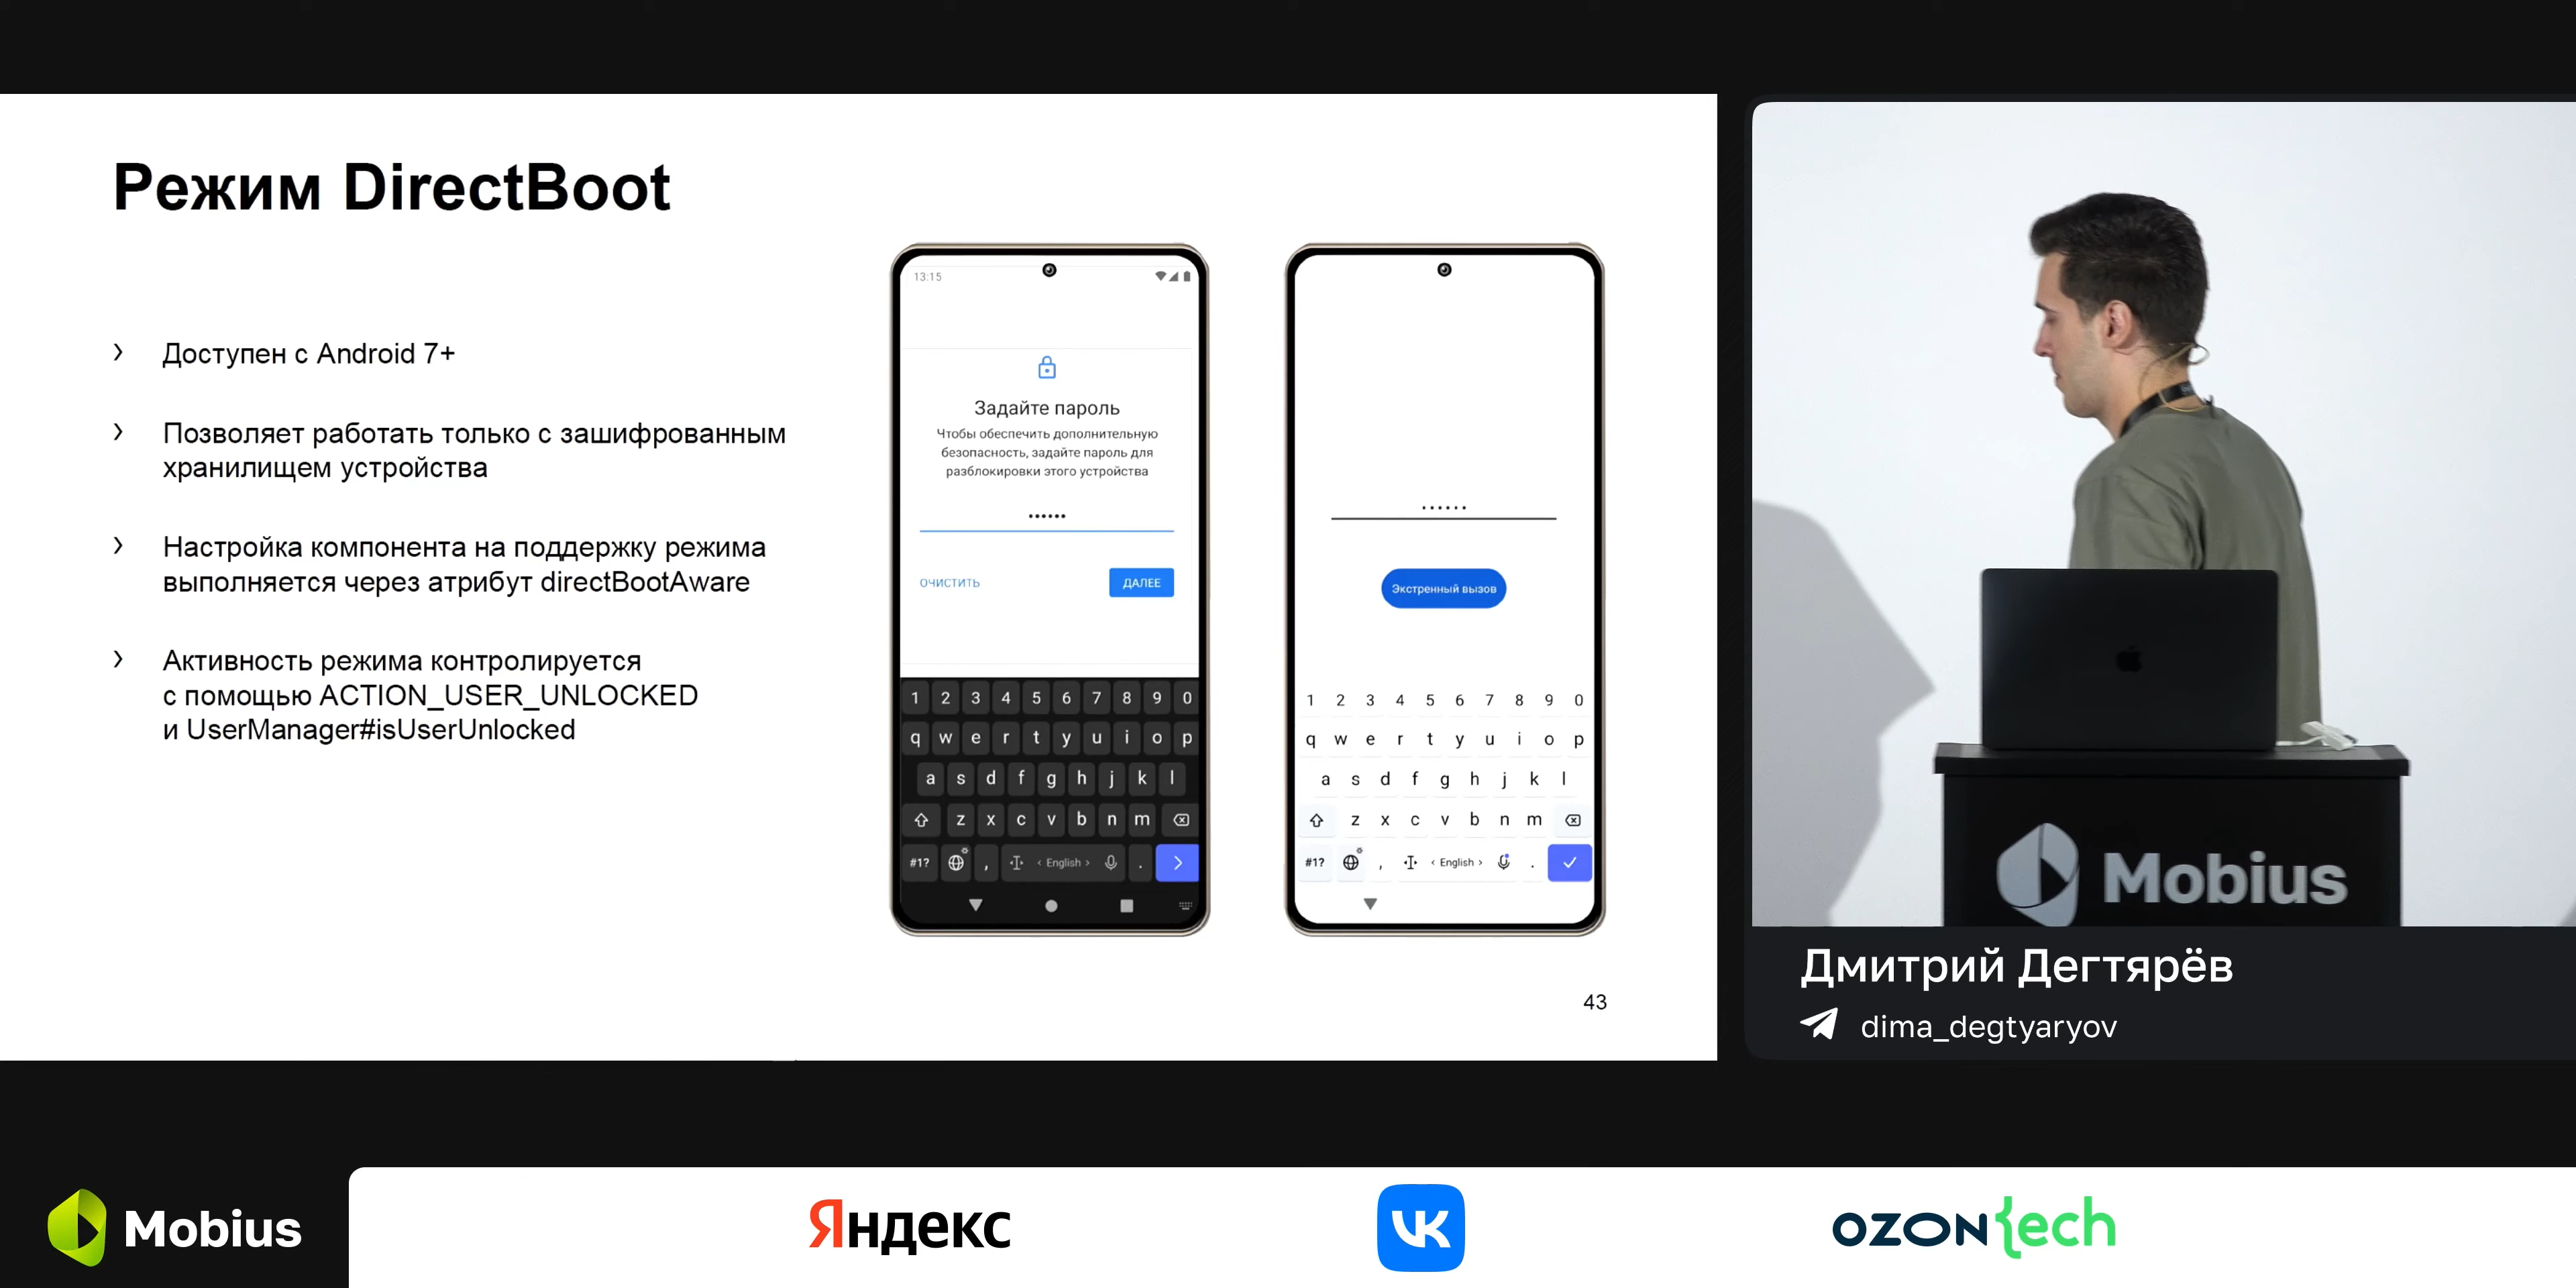 Режим DirectBoot
› Доступен с Android 7+
› Позволяет работать только с зашифрованным
хранилищем устройства
› Настройка компонента на поддержку режима
выполняется через атрибут directBootAware
› Активность режима контролируется
с помощью ACTION_USER_UNLOCKED
и UserManager#isUserUnlocked
13:15
Задайте пароль
Чтобы обеспечить дополнительную
безопасность, задайте пароль для
разблокировки этого устройства
••••••
ОЧИСТИТЬ ДАЛЕЕ
1 2 3 4 5 6 7 8 9 0
q w e r t y u i o p
a s d f g h j k l
z x c v b n m
#1? , ‹ English › .
••••••
Экстренный вызов
1 2 3 4 5 6 7 8 9 0
q w e r t y u i o p
a s d f g h j k l
z x c v b n m
#1? , ‹ English › .
43
Mobius
Дмитрий Дегтярёв
dima_degtyaryov
Mobius
Яндекс
VK
ozon{ech